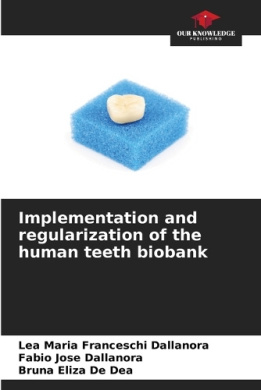 OUR KNOWLEDGE
PUBLISHING
Implementation and
regularization of the
human teeth biobank
Lea Maria Franceschi Dallanora
Fabio Jose Dallanora
Bruna Eliza De Dea